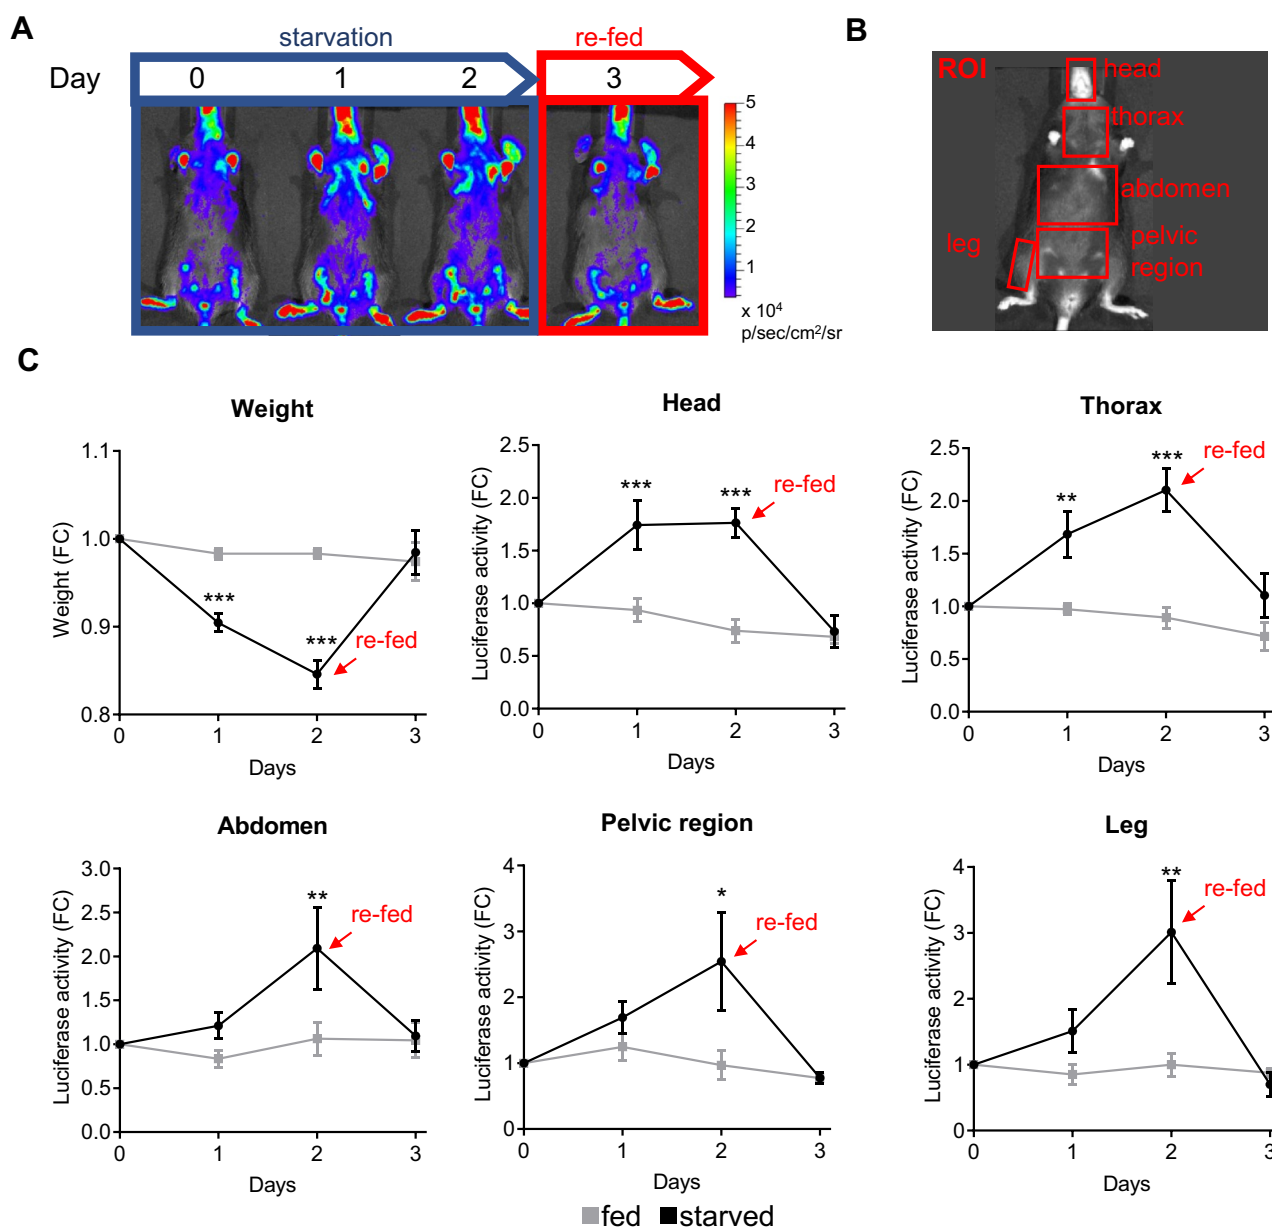 A
starvation
re-fed
Day 0 1 2 3
5
4
3
2
1
x 10⁴
p/sec/cm²/sr
B
ROI
head
thorax
abdomen
leg
pelvic
region
C
Weight
Weight (FC)
1.1
1.0
0.9
0.8
***
***
re-fed
0 1 2 3
Days
Head
Luciferase activity (FC)
2.5
2.0
1.5
1.0
0.5
0.0
***
***
re-fed
0 1 2 3
Days
Thorax
Luciferase activity (FC)
2.5
2.0
1.5
1.0
0.5
0.0
**
***
re-fed
0 1 2 3
Days
Abdomen
Luciferase activity (FC)
3.0
2.5
2.0
1.5
1.0
0.5
0.0
**
re-fed
0 1 2 3
Days
Pelvic region
Luciferase activity (FC)
4
3
2
1
0
*
re-fed
0 1 2 3
Days
Leg
Luciferase activity (FC)
4
3
2
1
0
**
re-fed
0 1 2 3
Days
fed starved